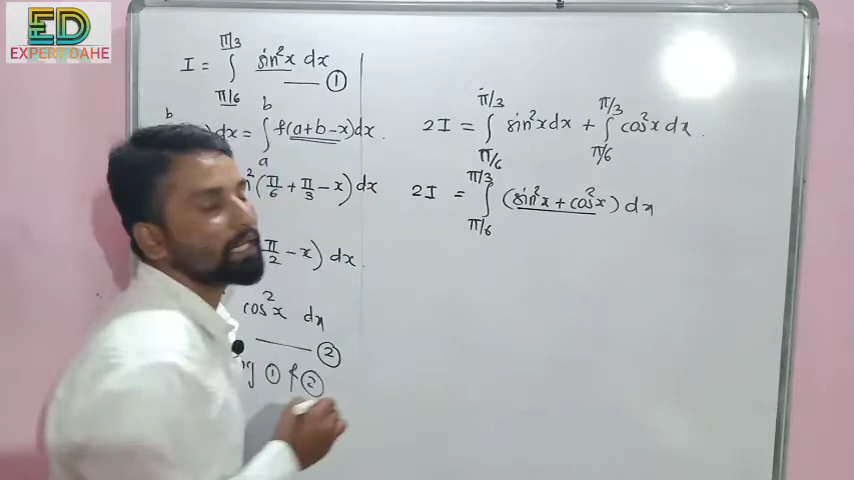 ED
EXPERT DAHE
I = ∫_{π/6}^{π/3} sin²x dx
①
dx = ∫_a^b f(a+b-x)dx.
(π/6 + π/3 - x) dx
π/2 - x) dx.
cos²x dx
②
① & ②
2I = ∫_{π/6}^{π/3} sin²x dx + ∫_{π/6}^{π/3} cos²x dx.
2I = ∫_{π/6}^{π/3} (sin²x + cos²x) dx